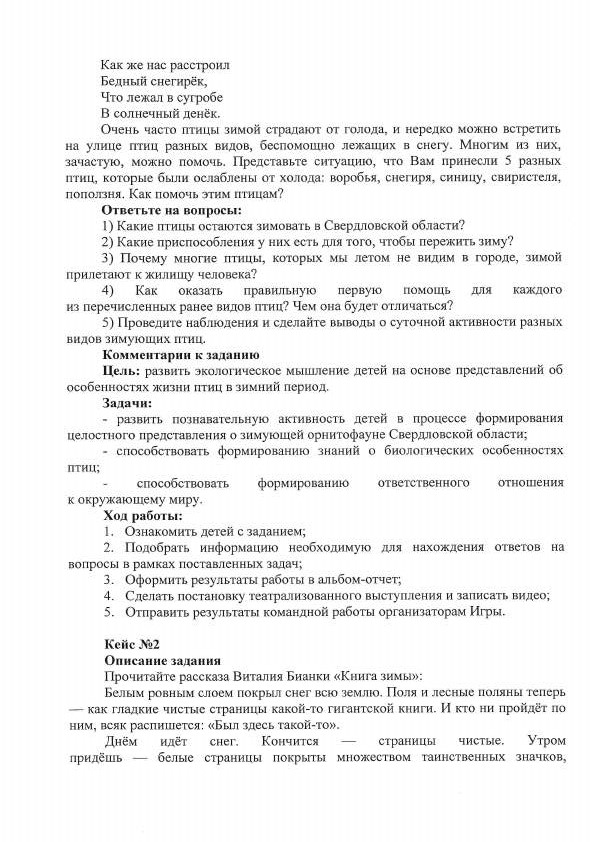 Как же нас расстроил
Бедный снегирёк,
Что лежал в сугробе
В солнечный денёк.
Очень часто птицы зимой страдают от голода, и нередко можно встретить
на улице птиц разных видов, беспомощно лежащих в снегу. Многим из них,
зачастую, можно помочь. Представьте ситуацию, что Вам принесли 5 разных
птиц, которые были ослаблены от холода: воробья, снегиря, синицу, свиристеля,
поползня. Как помочь этим птицам?
Ответьте на вопросы:
1) Какие птицы остаются зимовать в Свердловской области?
2) Какие приспособления у них есть для того, чтобы пережить зиму?
3) Почему многие птицы, которых мы летом не видим в городе, зимой
прилетают к жилищу человека?
4) Как оказать правильную первую помощь для каждого
из перечисленных ранее видов птиц? Чем она будет отличаться?
5) Проведите наблюдения и сделайте выводы о суточной активности разных
видов зимующих птиц.
Комментарии к заданию
Цель: развить экологическое мышление детей на основе представлений об
особенностях жизни птиц в зимний период.
Задачи:
- развить познавательную активность детей в процессе формирования
целостного представления о зимующей орнитофауне Свердловской области;
- способствовать формированию знаний о биологических особенностях
птиц;
- способствовать формированию ответственного отношения
к окружающему миру.
Ход работы:
1. Ознакомить детей с заданием;
2. Подобрать информацию необходимую для нахождения ответов на
вопросы в рамках поставленных задач;
3. Оформить результаты работы в альбом-отчет;
4. Сделать постановку театрализованного выступления и записать видео;
5. Отправить результаты командной работы организаторам Игры.
Кейс №2
Описание задания
Прочитайте рассказа Виталия Бианки «Книга зимы»:
Белым ровным слоем покрыл снег всю землю. Поля и лесные поляны теперь
— как гладкие чистые страницы какой-то гигантской книги. И кто ни пройдёт по
ним, всяк распишется: «Был здесь такой-то».
Днём идёт снег. Кончится — страницы чистые. Утром
придёшь — белые страницы покрыты множеством таинственных значков,